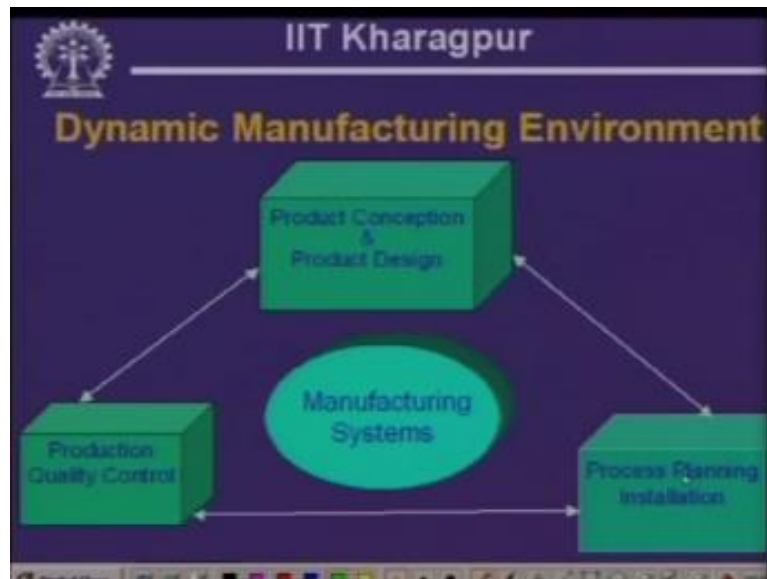 IIT Kharagpur
Dynamic Manufacturing Environment
Product Conception
&
Product Design
Manufacturing
Systems
Production
Quality Control
Process Planning
Installation